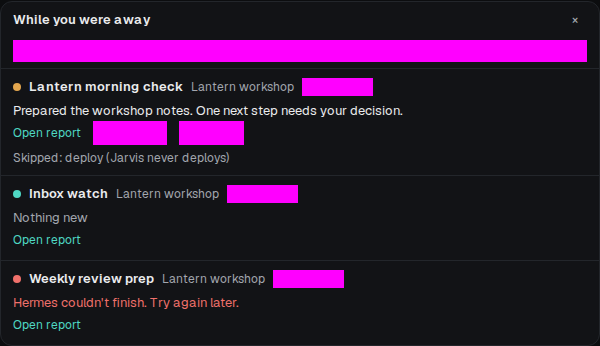 While you were away ×
Lantern morning check Lantern workshop
Prepared the workshop notes. One next step needs your decision.
Open report
Skipped: deploy (Jarvis never deploys)
Inbox watch Lantern workshop
Nothing new
Open report
Weekly review prep Lantern workshop
Hermes couldn't finish. Try again later.
Open report